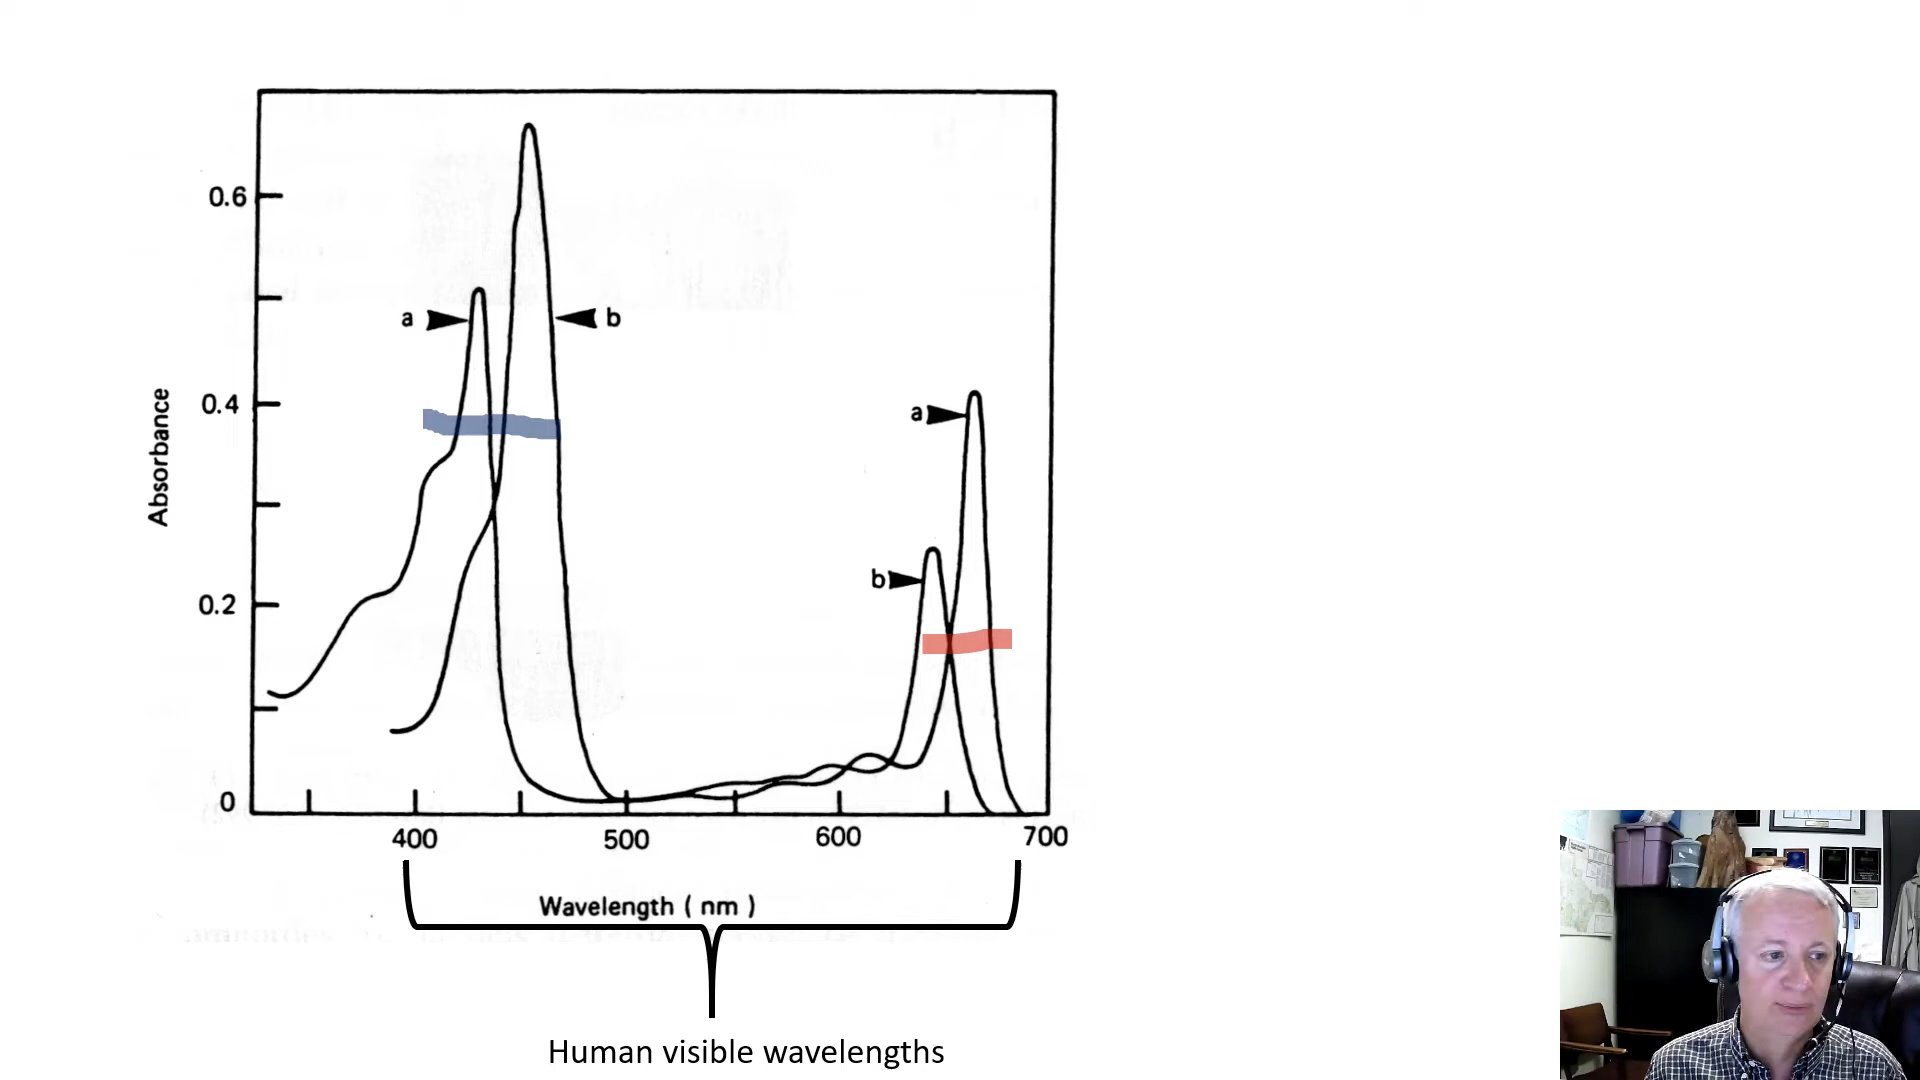 0.6
a
b
0.4
a
Absorbance
b
0.2
0
400 500 600 700
Wavelength ( nm )
Human visible wavelengths